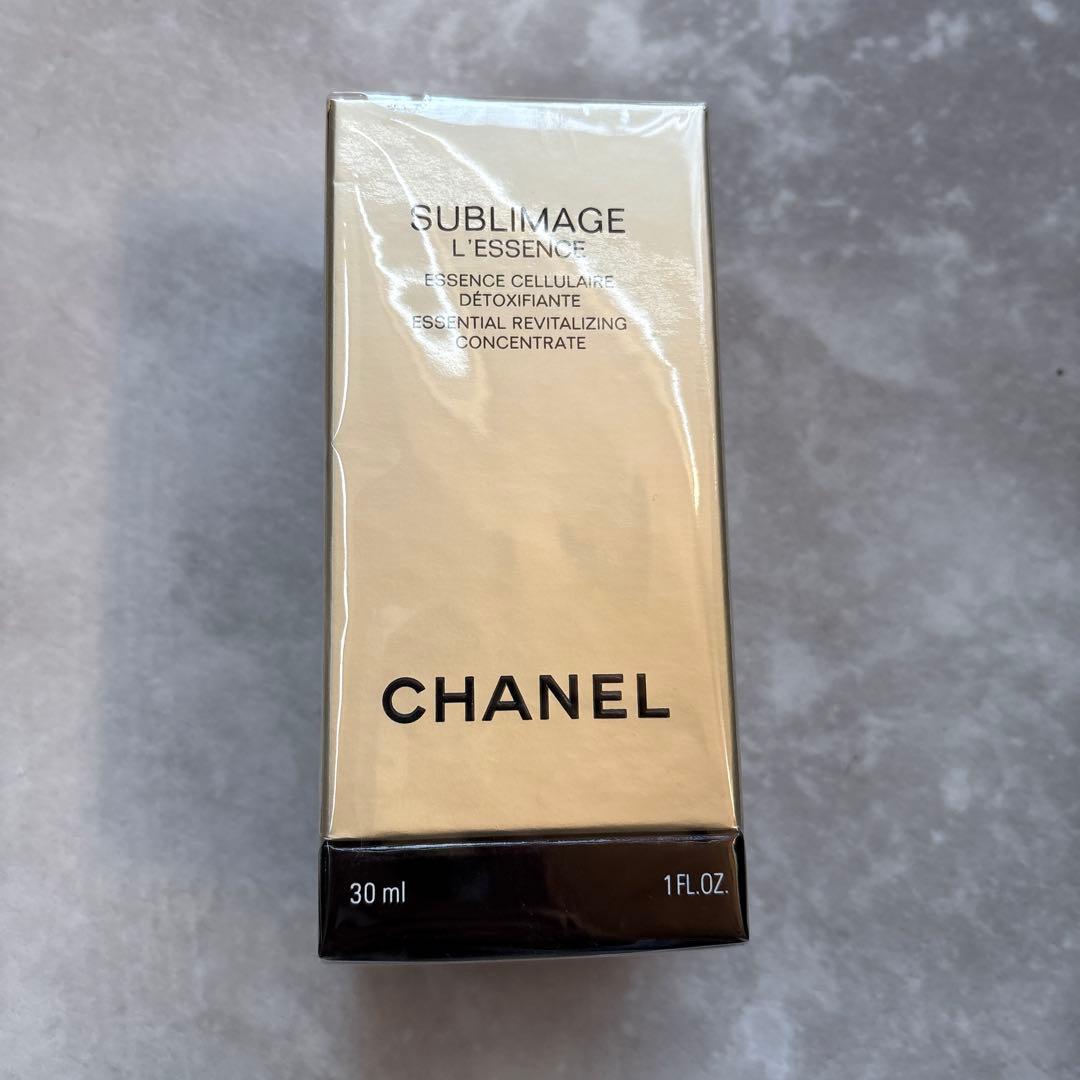 SUBLIMAGE
L'ESSENCE
ESSENCE CELLULAIRE
DÉTOXIFIANTE
ESSENTIAL REVITALIZING
CONCENTRATE
CHANEL
30 ml
1 FL.OZ.